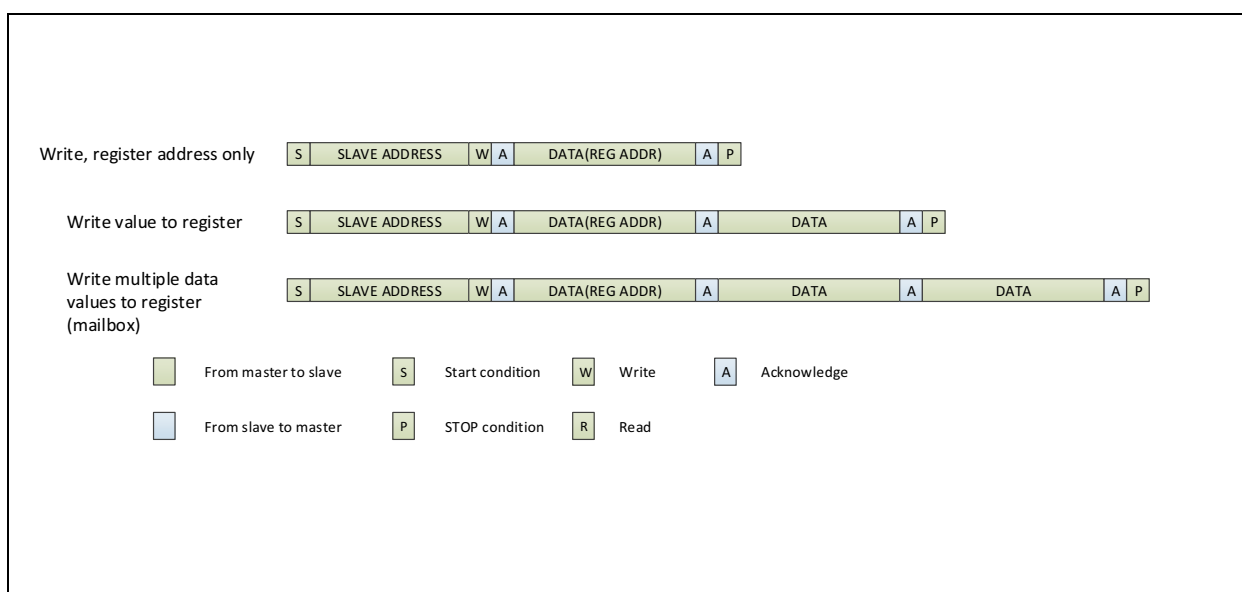 Write, register address only S SLAVE ADDRESS W A DATA(REG ADDR) A P
Write value to register S SLAVE ADDRESS W A DATA(REG ADDR) A DATA A P
Write multiple data
values to register
(mailbox)
S SLAVE ADDRESS W A DATA(REG ADDR) A DATA A DATA A P
From master to slave S Start condition W Write A Acknowledge
From slave to master P STOP condition R Read